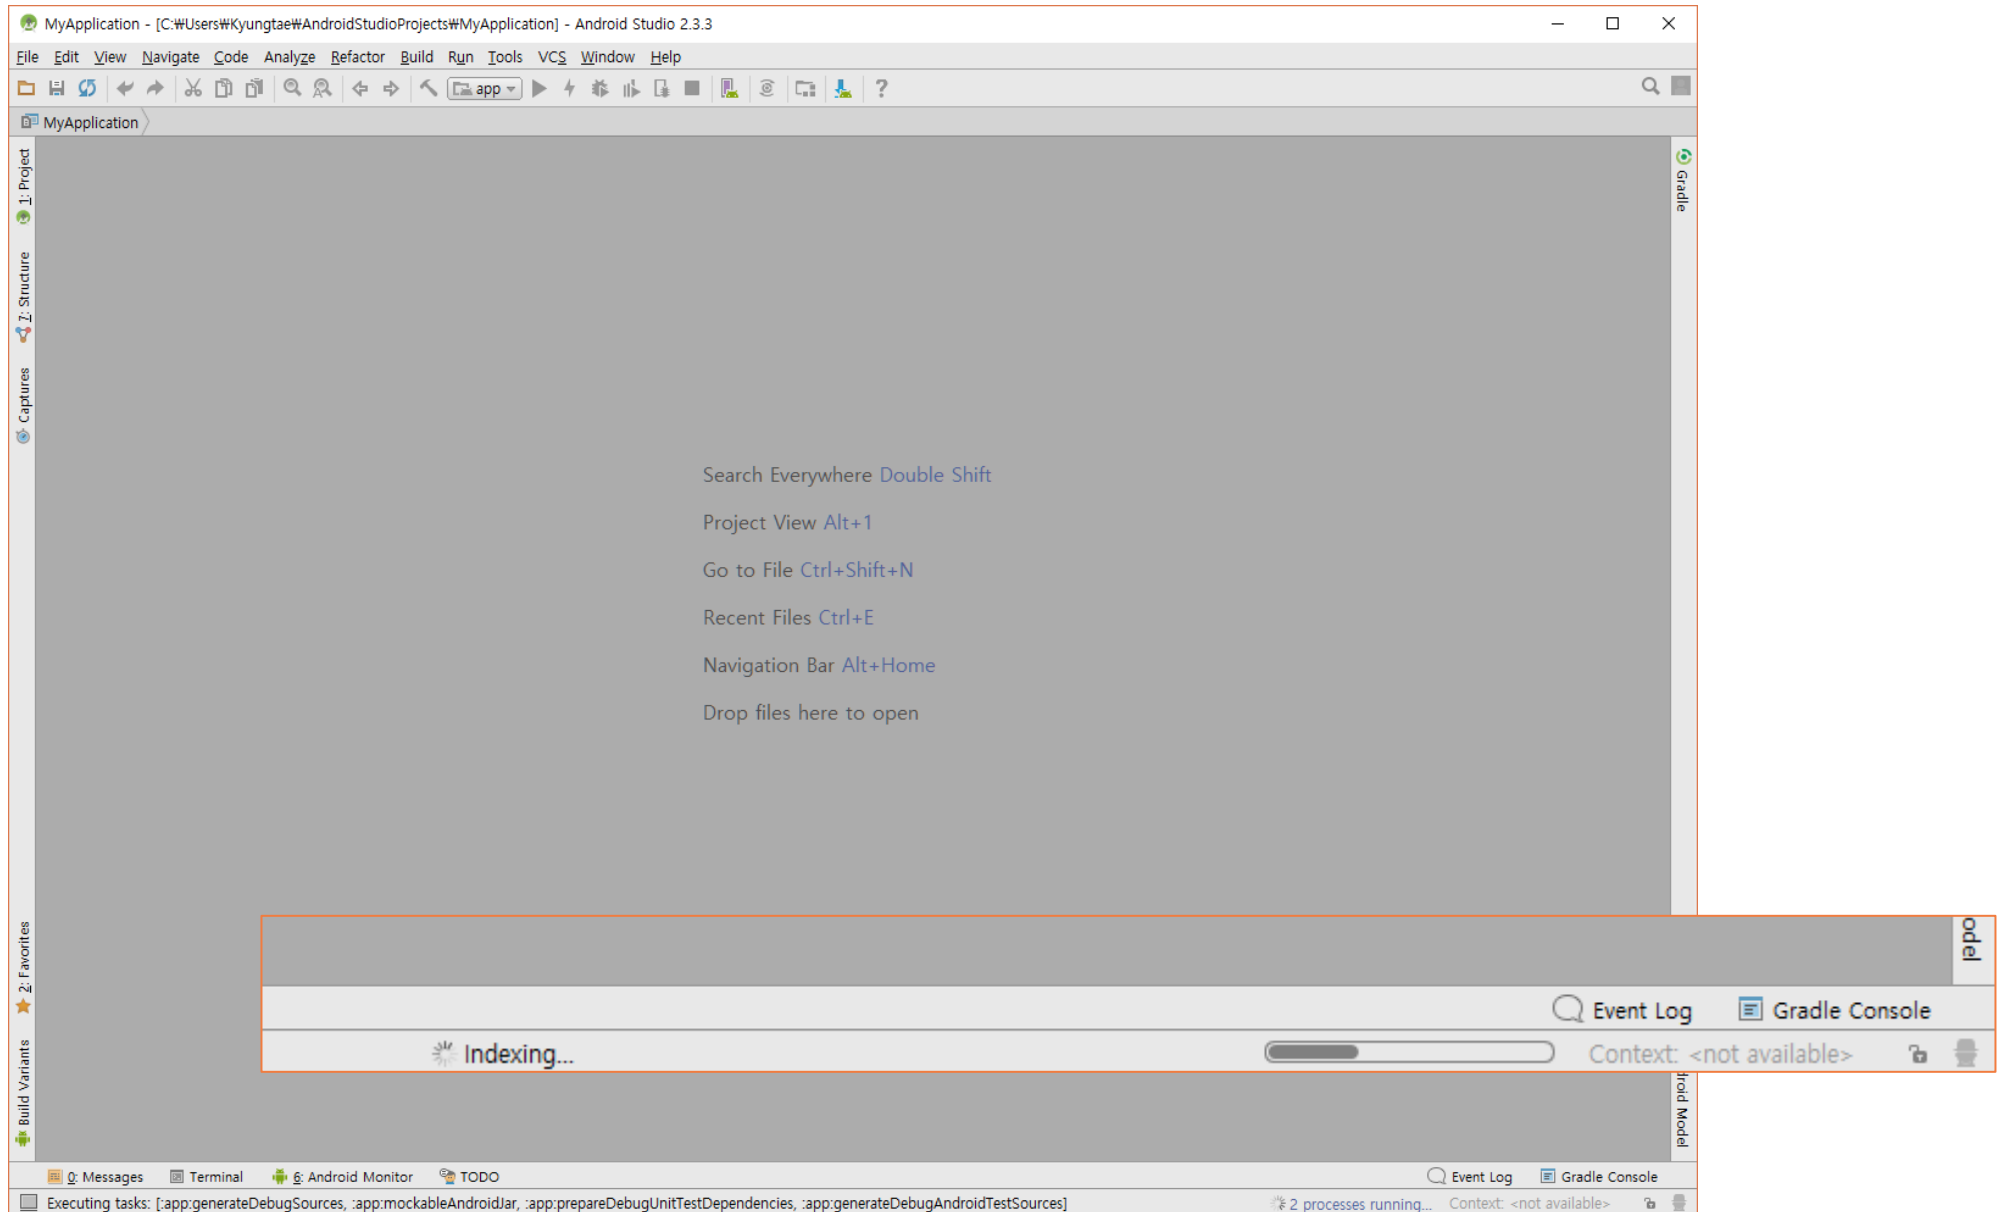 MyApplication - [C:₩Users₩Kyungtae₩AndroidStudioProjects₩MyApplication] - Android Studio 2.3.3
File Edit View Navigate Code Analyze Refactor Build Run Tools VCS Window Help
app
?
MyApplication
1: Project
7: Structure
Captures
2: Favorites
Build Variants
Gradle
Search Everywhere Double Shift
Project View Alt+1
Go to File Ctrl+Shift+N
Recent Files Ctrl+E
Navigation Bar Alt+Home
Drop files here to open
odel
Event Log Gradle Console
Indexing... Context: <not available>
droid Model
0: Messages Terminal 6: Android Monitor TODO Event Log Gradle Console
Executing tasks: [:app:generateDebugSources, :app:mockableAndroidJar, :app:prepareDebugUnitTestDependencies, :app:generateDebugAndroidTestSources] 2 processes running... Context: <not available>